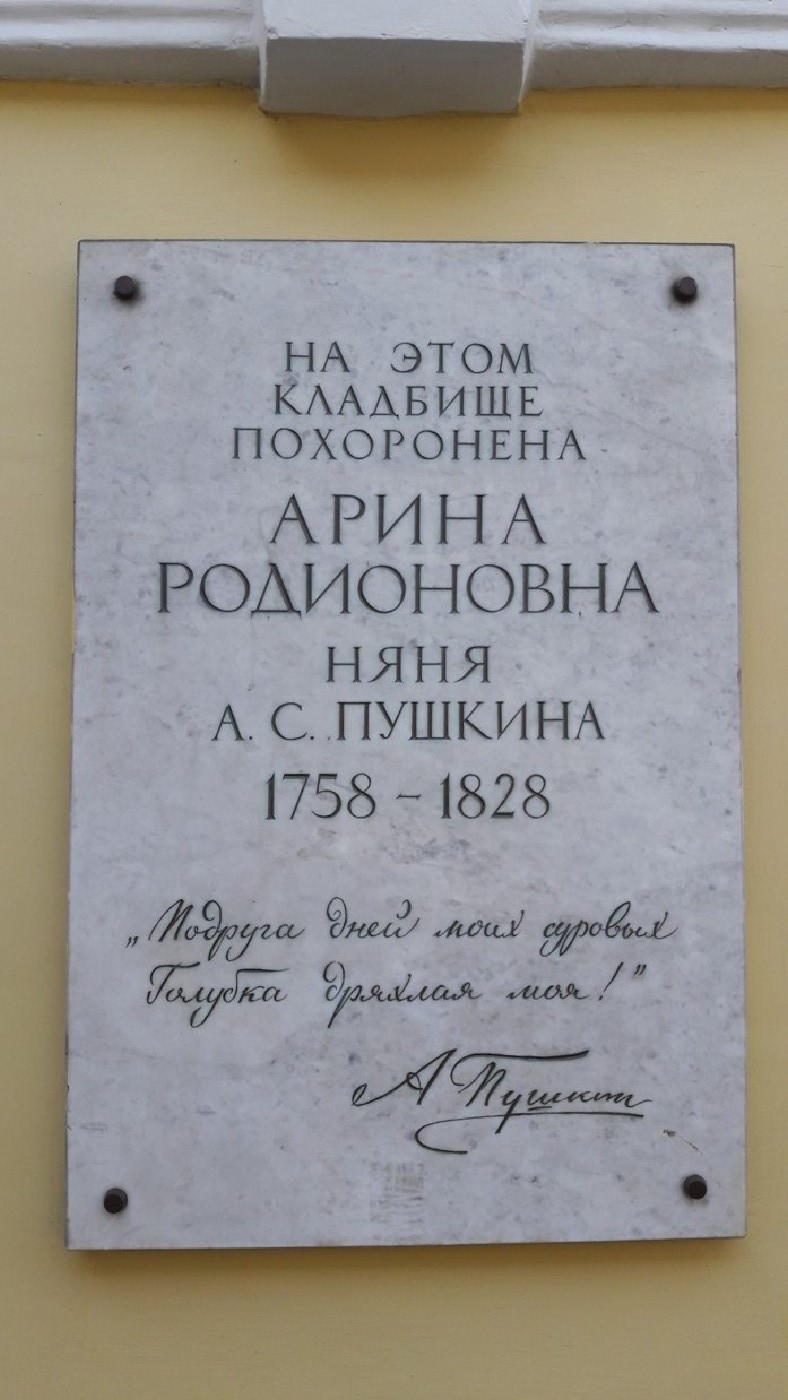 НА ЭТОМ
КЛАДБИЩЕ
ПОХОРОНЕНА
АРИНА
РОДИОНОВНА
НЯНЯ
А. С. ПУШКИНА
1758 – 1828
„Подруга дней моих суровых
Голубка дряхлая моя!”
А Пушкин